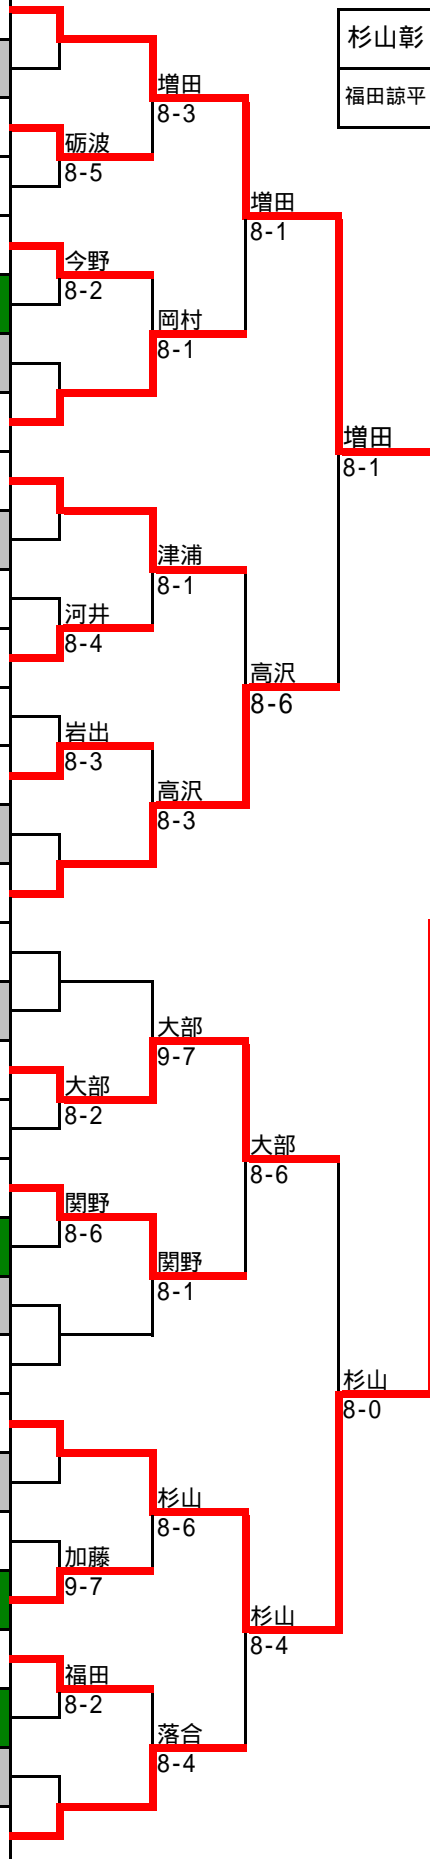 杉山彰
増田
8-3
福田諒平
砺波
8-5
増田
8-1
今野
8-2
岡村
8-1
増田
8-1
津浦
8-1
河井
8-4
高沢
8-6
岩出
8-3
高沢
8-3
大部
9-7
大部
8-2
大部
8-6
関野
8-6
関野
8-1
杉山
8-0
杉山
8-6
加藤
9-7
杉山
8-4
福田
8-2
落合
8-4